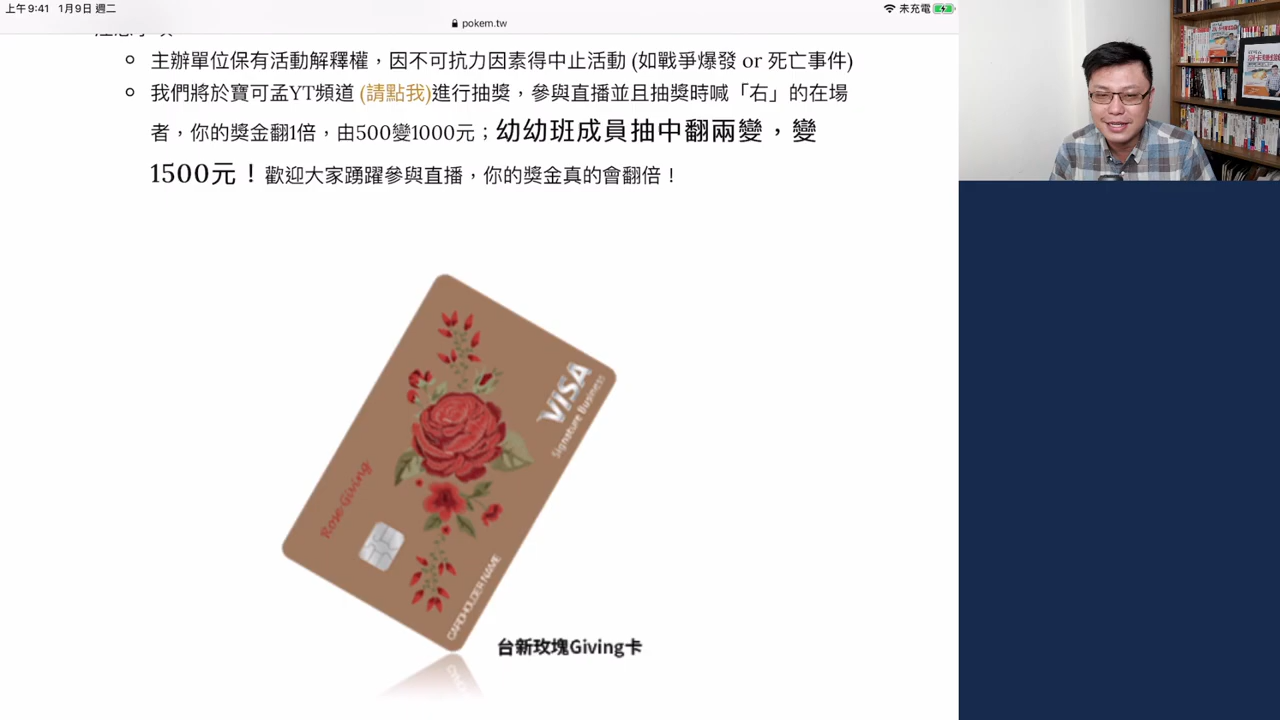 上午9:41 1月9日 週二
未充電
pokem.tw
主辦單位保有活動解釋權，因不可抗力因素得中止活動 (如戰爭爆發 or 死亡事件)
我們將於寶可孟YT頻道 (請點我)進行抽獎，參與直播並且抽獎時喊「右」的在場
者，你的獎金翻1倍，由500變1000元；幼幼班成員抽中翻兩變，變
1500元！歡迎大家踴躍參與直播，你的獎金真的會翻倍！
VISA
Signature Business
Rose Giving
CARDHOLDER NAME
台新玫瑰Giving卡